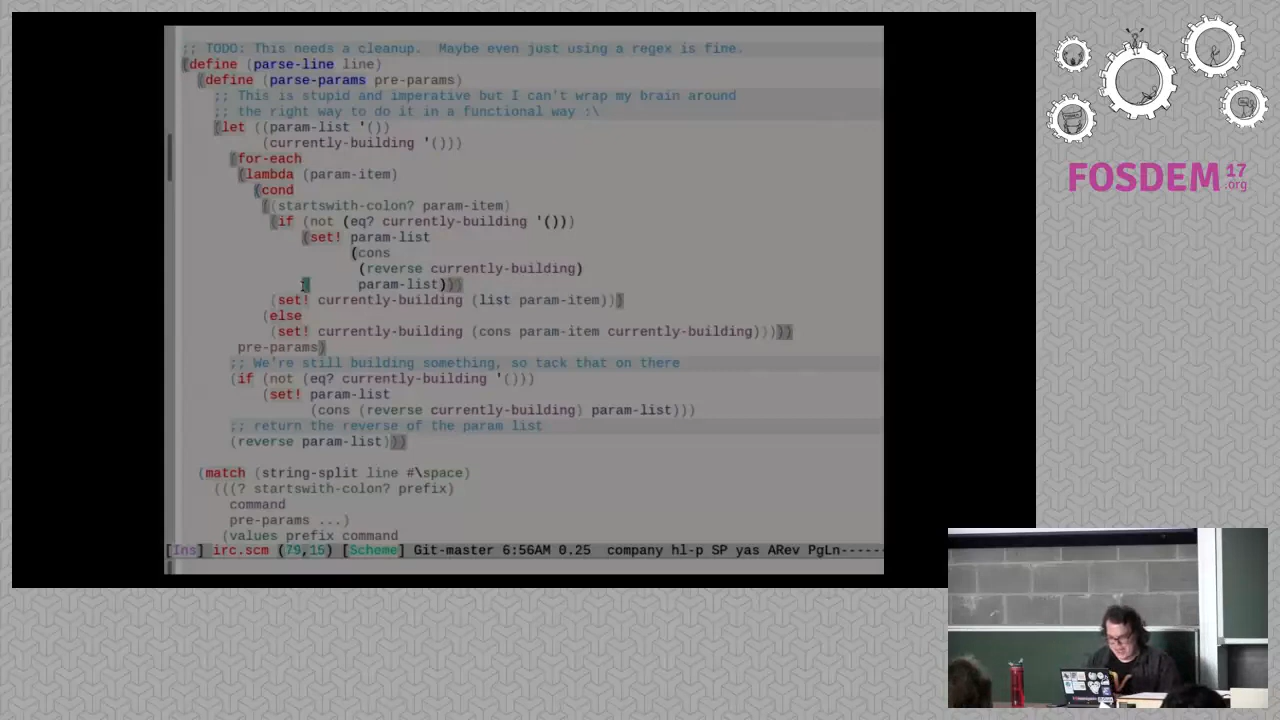 ;; TODO: This needs a cleanup.  Maybe even just using a regex is fine.
(define (parse-line line)
  (define (parse-params pre-params)
    ;; This is stupid and imperative but I can't wrap my brain around
    ;; the right way to do it in a functional way :\
    (let ((param-list '())
          (currently-building '()))
      (for-each
       (lambda (param-item)
         (cond
          ((startswith-colon? param-item)
           (if (not (eq? currently-building '()))
               (set! param-list
                     (cons
                      (reverse currently-building)
                      param-list)))
           (set! currently-building (list param-item)))
          (else
           (set! currently-building (cons param-item currently-building)))))
       pre-params)
      ;; We're still building something, so tack that on there
      (if (not (eq? currently-building '()))
          (set! param-list
                (cons (reverse currently-building) param-list)))
      ;; return the reverse of the param list
      (reverse param-list)))
  (match (string-split line #\space)
    (((? startswith-colon? prefix)
      command
      pre-params ...)
     (values prefix command
[Ins] irc.scm (79,15) [Scheme] Git-master 6:56AM 0.25  company hl-p SP yas ARev PgLn-----
FOSDEM 17
.org